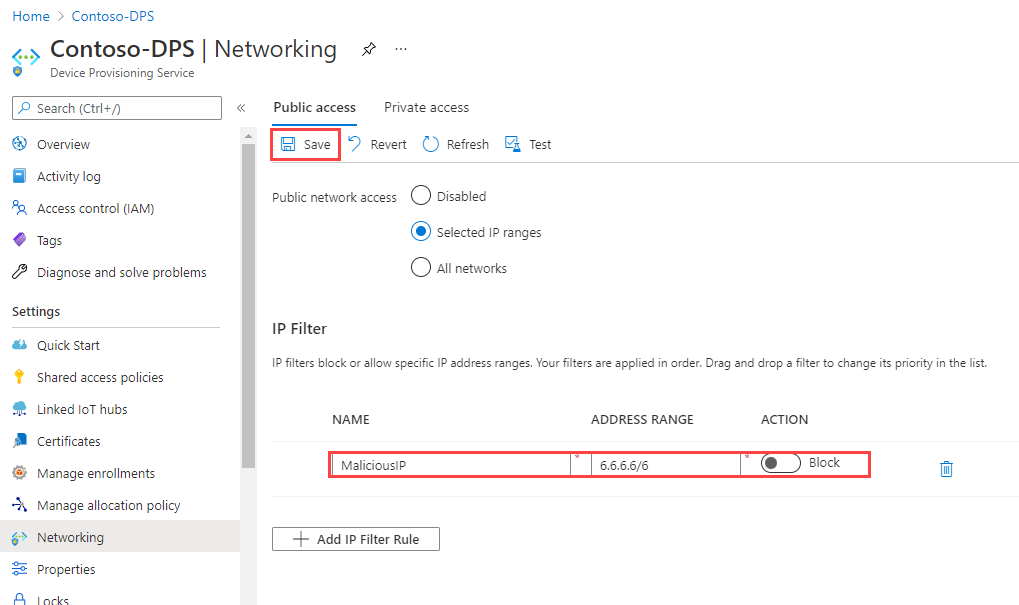 Home > Contoso-DPS
Contoso-DPS | Networking ...
Device Provisioning Service
Search (Ctrl+/) «
Overview
Activity log
Access control (IAM)
Tags
Diagnose and solve problems
Settings
Quick Start
Shared access policies
Linked IoT hubs
Certificates
Manage enrollments
Manage allocation policy
Networking
Properties
Locks
Public access Private access
Save Revert Refresh Test
Public network access Disabled
Selected IP ranges
All networks
IP Filter
IP filters block or allow specific IP address ranges. Your filters are applied in order. Drag and drop a filter to change its priority in the list.
NAME ADDRESS RANGE ACTION
MaliciousIP * 6.6.6.6/6 * Block
+ Add IP Filter Rule